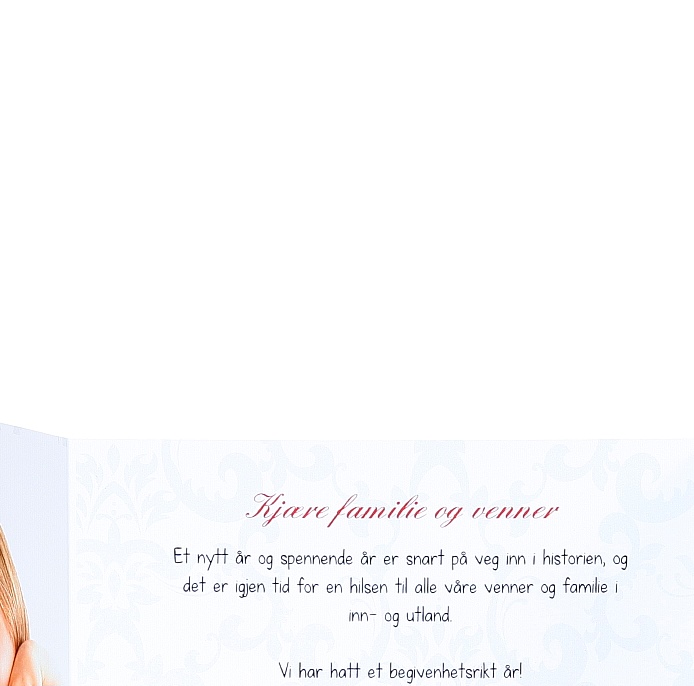 Kjære familie og venner
Et nytt år og spennende år er snart på veg inn i historien, og
det er igjen tid for en hilsen til alle våre venner og familie i
inn- og utland.
Vi har hatt et begivenhetsrikt år!